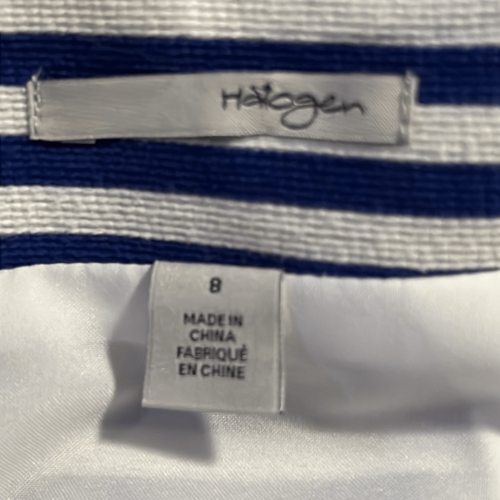 Halogen
8
MADE IN
CHINA
FABRIQUÉ
EN CHINE